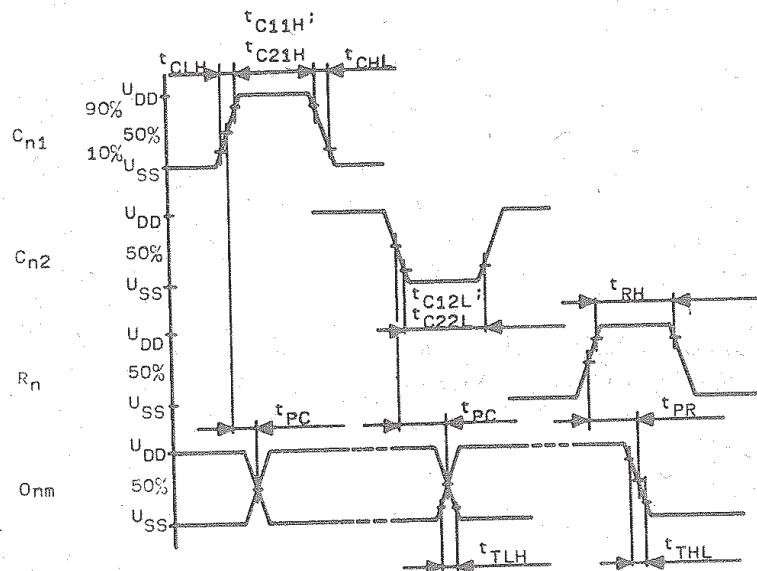 tC11H;
tCLH tC21H tCHL
UDD
90%
Cn1 50%
10%
USS
UDD
Cn2 50%
USS
tC12L;
tC22L
tRH
UDD
Rn 50%
USS
tPC tPC tPR
UDD
Onm 50%
USS
tTLH tTHL